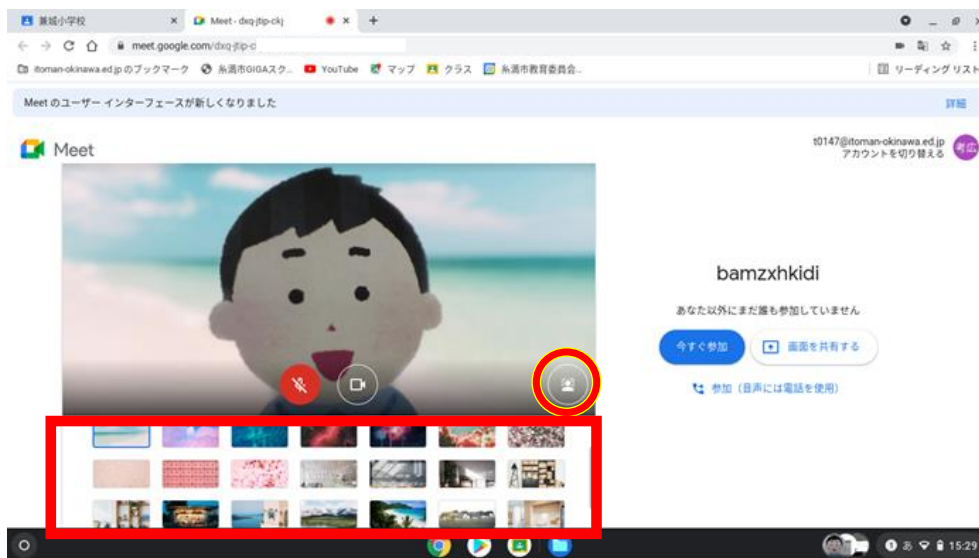 兼城小学校
Meet - dxq-jtip-ckj
meet.google.com/dxq-jtip-c
itoman-okinawa.ed.jp のブックマーク
糸満市GIGAスク...
YouTube
マップ
クラス
糸満市教育委員会...
リーディング リスト
Meet のユーザー インターフェースが新しくなりました
詳細
Meet
t0147@itoman-okinawa.ed.jp
アカウントを切り替える
考広
bamzxhkidi
あなた以外にまだ誰も参加していません
今すぐ参加
画面を共有する
参加（音声には電話を使用）
1 あ 15:29